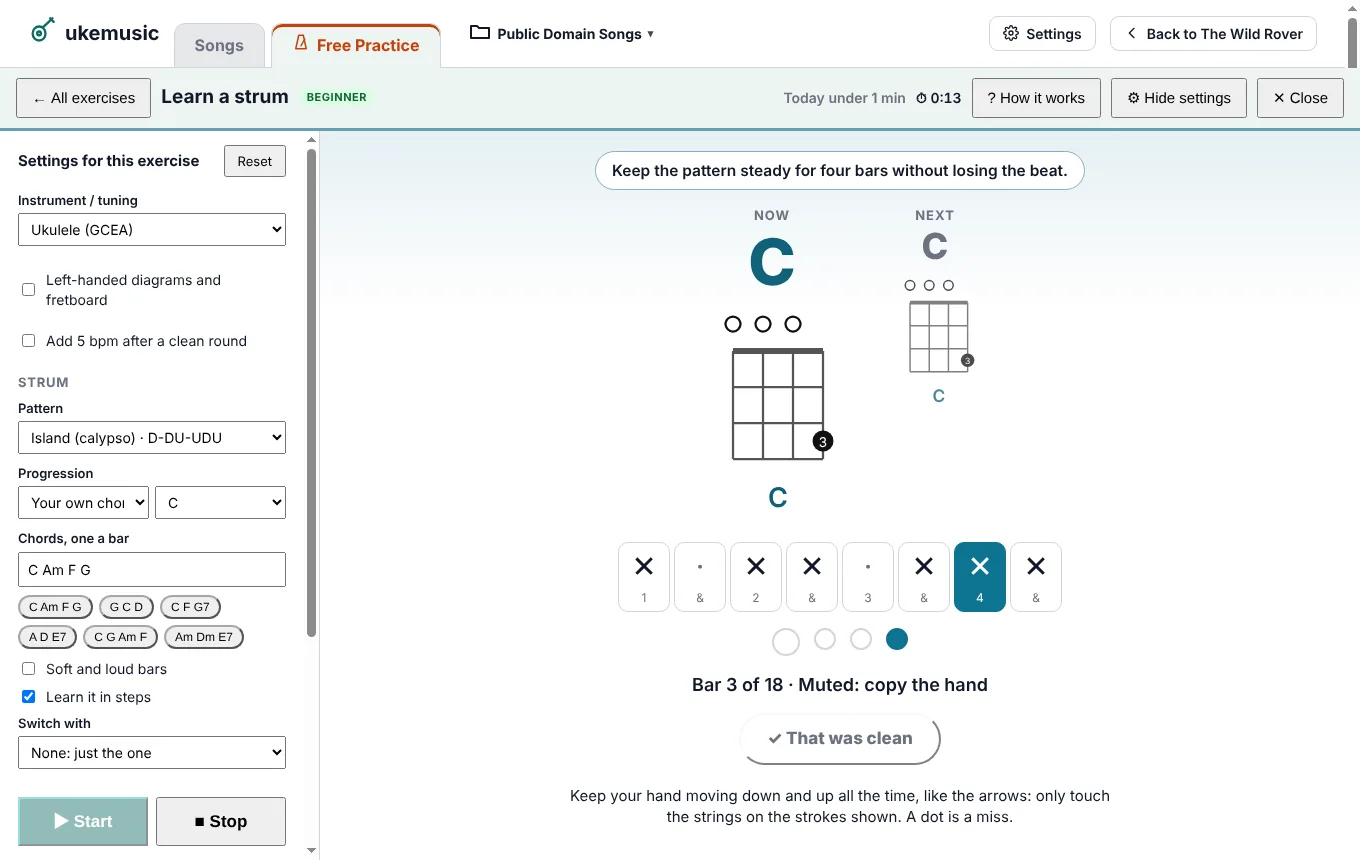 ukemusic
Songs
Free Practice
Public Domain Songs ▾
Settings
Back to The Wild Rover
← All exercises
Learn a strum
BEGINNER
Today under 1 min
⏱ 0:13
? How it works
⚙ Hide settings
✕ Close
Settings for this exercise
Reset
Instrument / tuning
Ukulele (GCEA)
Left-handed diagrams and
fretboard
Add 5 bpm after a clean round
STRUM
Pattern
Island (calypso) · D-DU-UDU
Progression
Your own chor
C
Chords, one a bar
C Am F G
C Am F G
G C D
C F G7
A D E7
C G Am F
Am Dm E7
Soft and loud bars
Learn it in steps
Switch with
None: just the one
▶ Start
■ Stop
Keep the pattern steady for four bars without losing the beat.
NOW
C
3
C
NEXT
C
3
C
✕ · ✕ ✕ · ✕ ✕ ✕
1 & 2 & 3 & 4 &
Bar 3 of 18 · Muted: copy the hand
✓ That was clean
Keep your hand moving down and up all the time, like the arrows: only touch
the strings on the strokes shown. A dot is a miss.